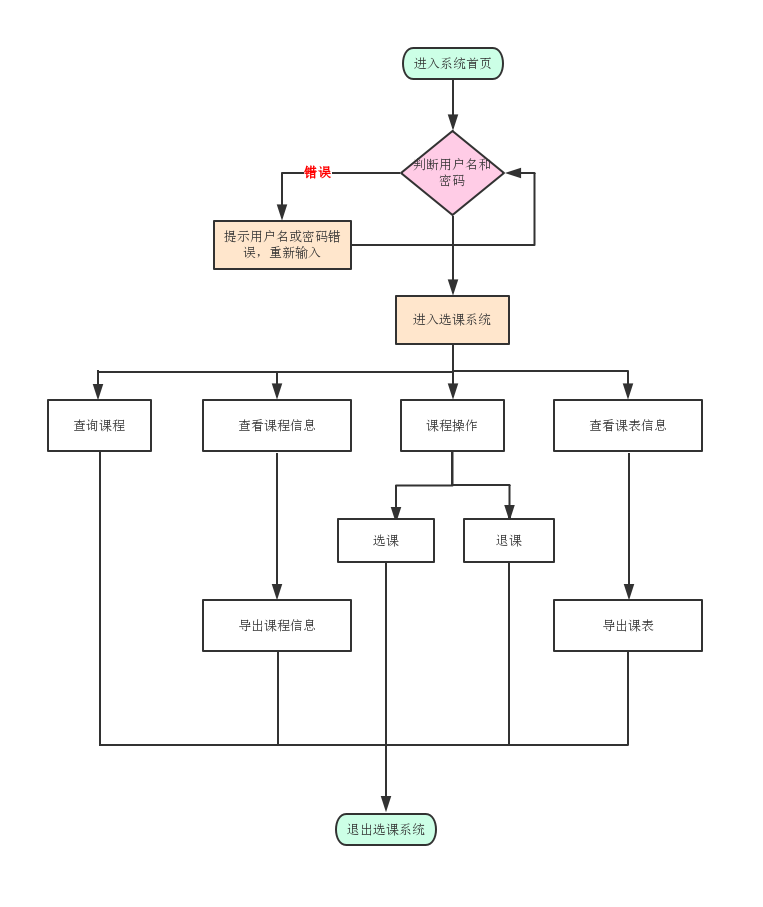 进入系统首页
判断用户名和
密码
错误
提示用户名或密码错
误，重新输入
进入选课系统
查询课程
查看课程信息
课程操作
查看课表信息
选课
退课
导出课程信息
导出课表
退出选课系统